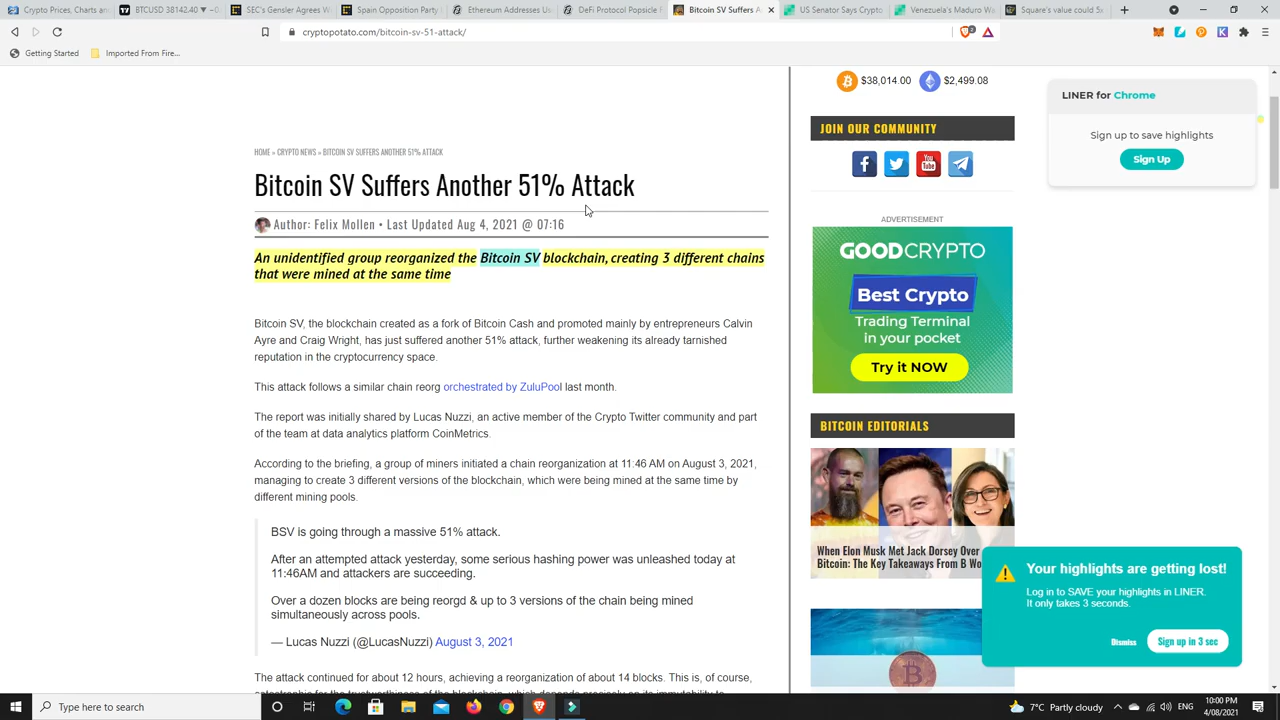 Crypto Prices, Portfo
BTCUSD 38142.40 ▼ −0.
SEC's Gensler Agrees W
Spain Opposition Party
Ethereum Addresses Us
DeFi Protocol Popsicle F
Bitcoin SV Suffers A
US Senator Says Crypto
Venezuela's Maduro Wa
Square's value could 5x
cryptopotato.com/bitcoin-sv-51-attack/
Getting Started
Imported From Fire...
$38,014.00
$2,499.08
LINER for Chrome
Sign up to save highlights
Sign Up
JOIN OUR COMMUNITY
HOME » CRYPTO NEWS » BITCOIN SV SUFFERS ANOTHER 51% ATTACK
Bitcoin SV Suffers Another 51% Attack
Author: Felix Mollen • Last Updated Aug 4, 2021 @ 07:16
An unidentified group reorganized the Bitcoin SV blockchain, creating 3 different chains
that were mined at the same time
Bitcoin SV, the blockchain created as a fork of Bitcoin Cash and promoted mainly by entrepreneurs Calvin
Ayre and Craig Wright, has just suffered another 51% attack, further weakening its already tarnished
reputation in the cryptocurrency space.
This attack follows a similar chain reorg orchestrated by ZuluPool last month.
The report was initially shared by Lucas Nuzzi, an active member of the Crypto Twitter community and part
of the team at data analytics platform CoinMetrics.
According to the briefing, a group of miners initiated a chain reorganization at 11:46 AM on August 3, 2021,
managing to create 3 different versions of the blockchain, which were being mined at the same time by
different mining pools.
BSV is going through a massive 51% attack.
After an attempted attack yesterday, some serious hashing power was unleashed today at
11:46AM and attackers are succeeding.
Over a dozen blocks are being reorgd & up to 3 versions of the chain being mined
simultaneously across pools.
— Lucas Nuzzi (@LucasNuzzi) August 3, 2021
The attack continued for about 12 hours, achieving a reorganization of about 14 blocks. This is, of course,
ADVERTISEMENT
GOODCRYPTO
Best Crypto
Trading Terminal
in your pocket
Try it NOW
BITCOIN EDITORIALS
When Elon Musk Met Jack Dorsey Over
Bitcoin: The Key Takeaways From B Wo
Your highlights are getting lost!
Log in to SAVE your highlights in LINER.
It only takes 3 seconds.
Dismiss
Sign up in 3 sec
Type here to search
7°C Partly cloudy
ENG
10:00 PM
4/08/2021